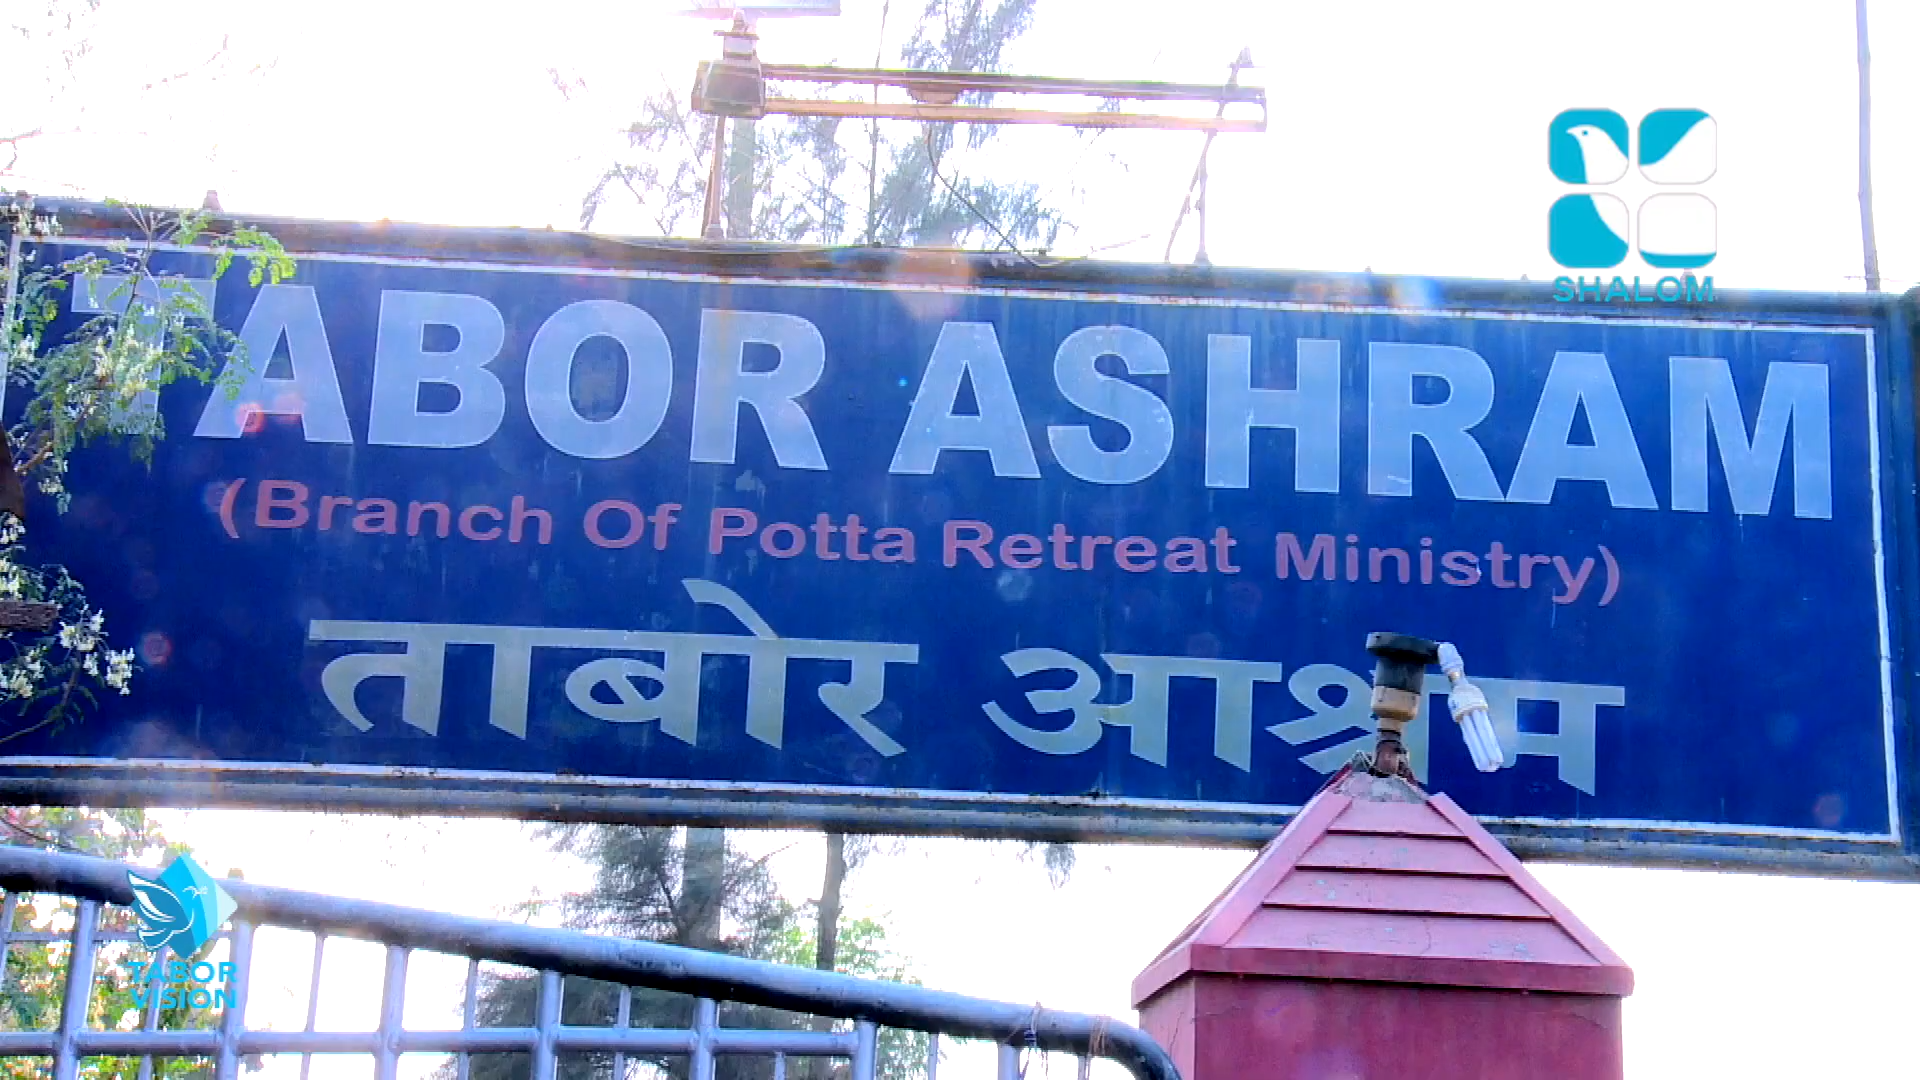 SHALOM
TABOR ASHRAM
(Branch Of Potta Retreat Ministry)
ताबोर आश्रम
TABOR
VISION